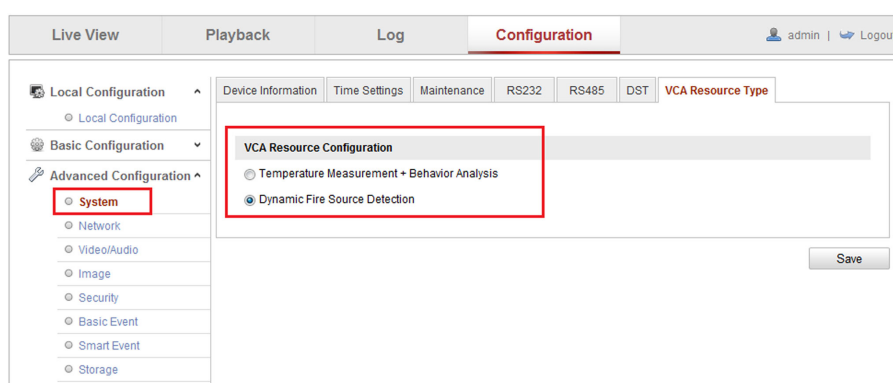 Live View Playback Log Configuration admin | Logou
Local Configuration
Local Configuration
Basic Configuration
Advanced Configuration
System
Network
Video/Audio
Image
Security
Basic Event
Smart Event
Storage
Device Information Time Settings Maintenance RS232 RS485 DST VCA Resource Type
VCA Resource Configuration
Temperature Measurement + Behavior Analysis
Dynamic Fire Source Detection
Save